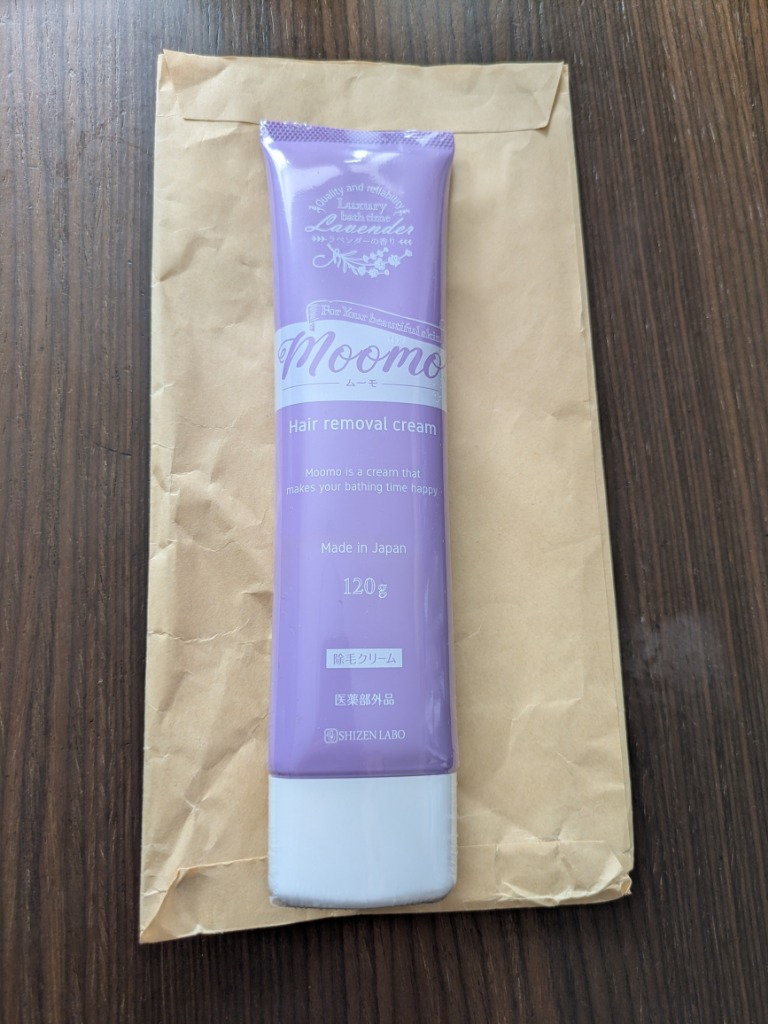 Quality and reliability
Luxury
bath time
Lavender
ラベンダーの香り
For Your beautiful skin
Moomo
ムーモ
Hair removal cream
Moomo is a cream that
makes your bathing time happy.
Made in Japan
120g
除毛クリーム
医薬部外品
SHIZEN LABO